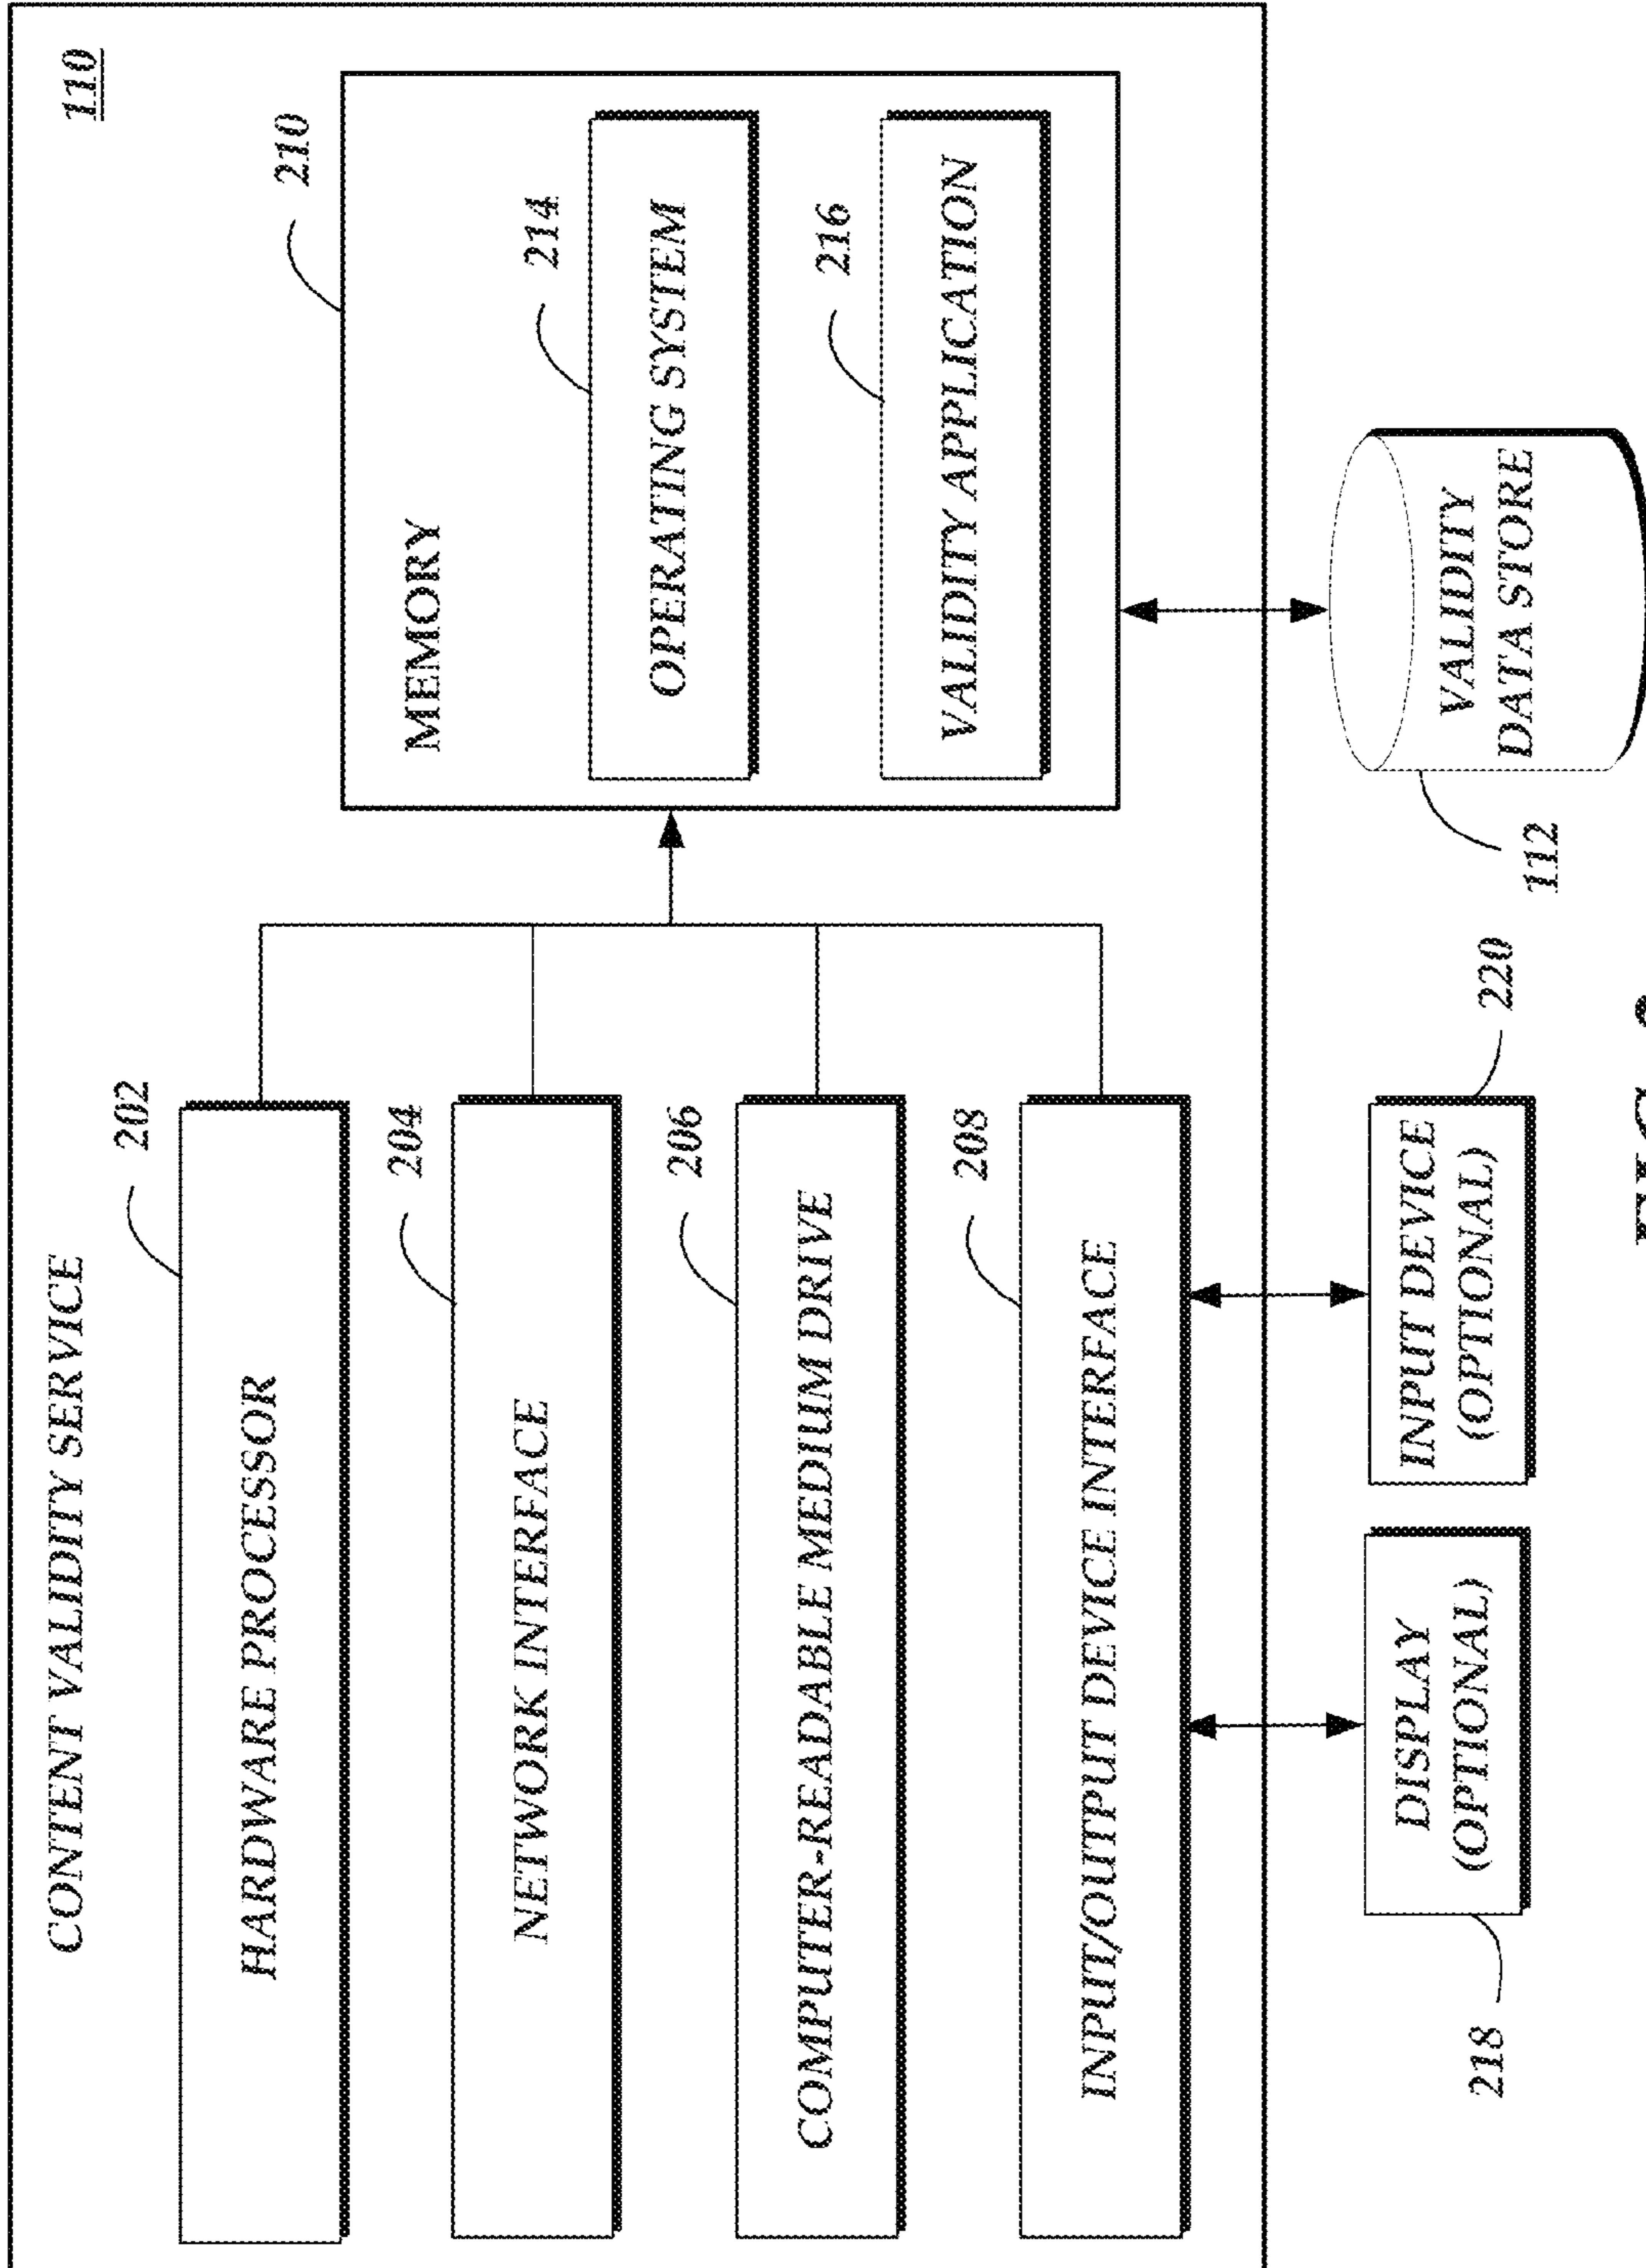 CONTENT VALIDITY SERVICE
110
202
HARDWARE PROCESSOR
204
NETWORK INTERFACE
206
COMPUTER-READABLE MEDIUM DRIVE
208
INPUT/OUTPUT DEVICE INTERFACE
210
MEMORY
214
OPERATING SYSTEM
216
VALIDITY APPLICATION
218
DISPLAY
(OPTIONAL)
INPUT DEVICE
(OPTIONAL)
220
112
VALIDITY
DATA STORE